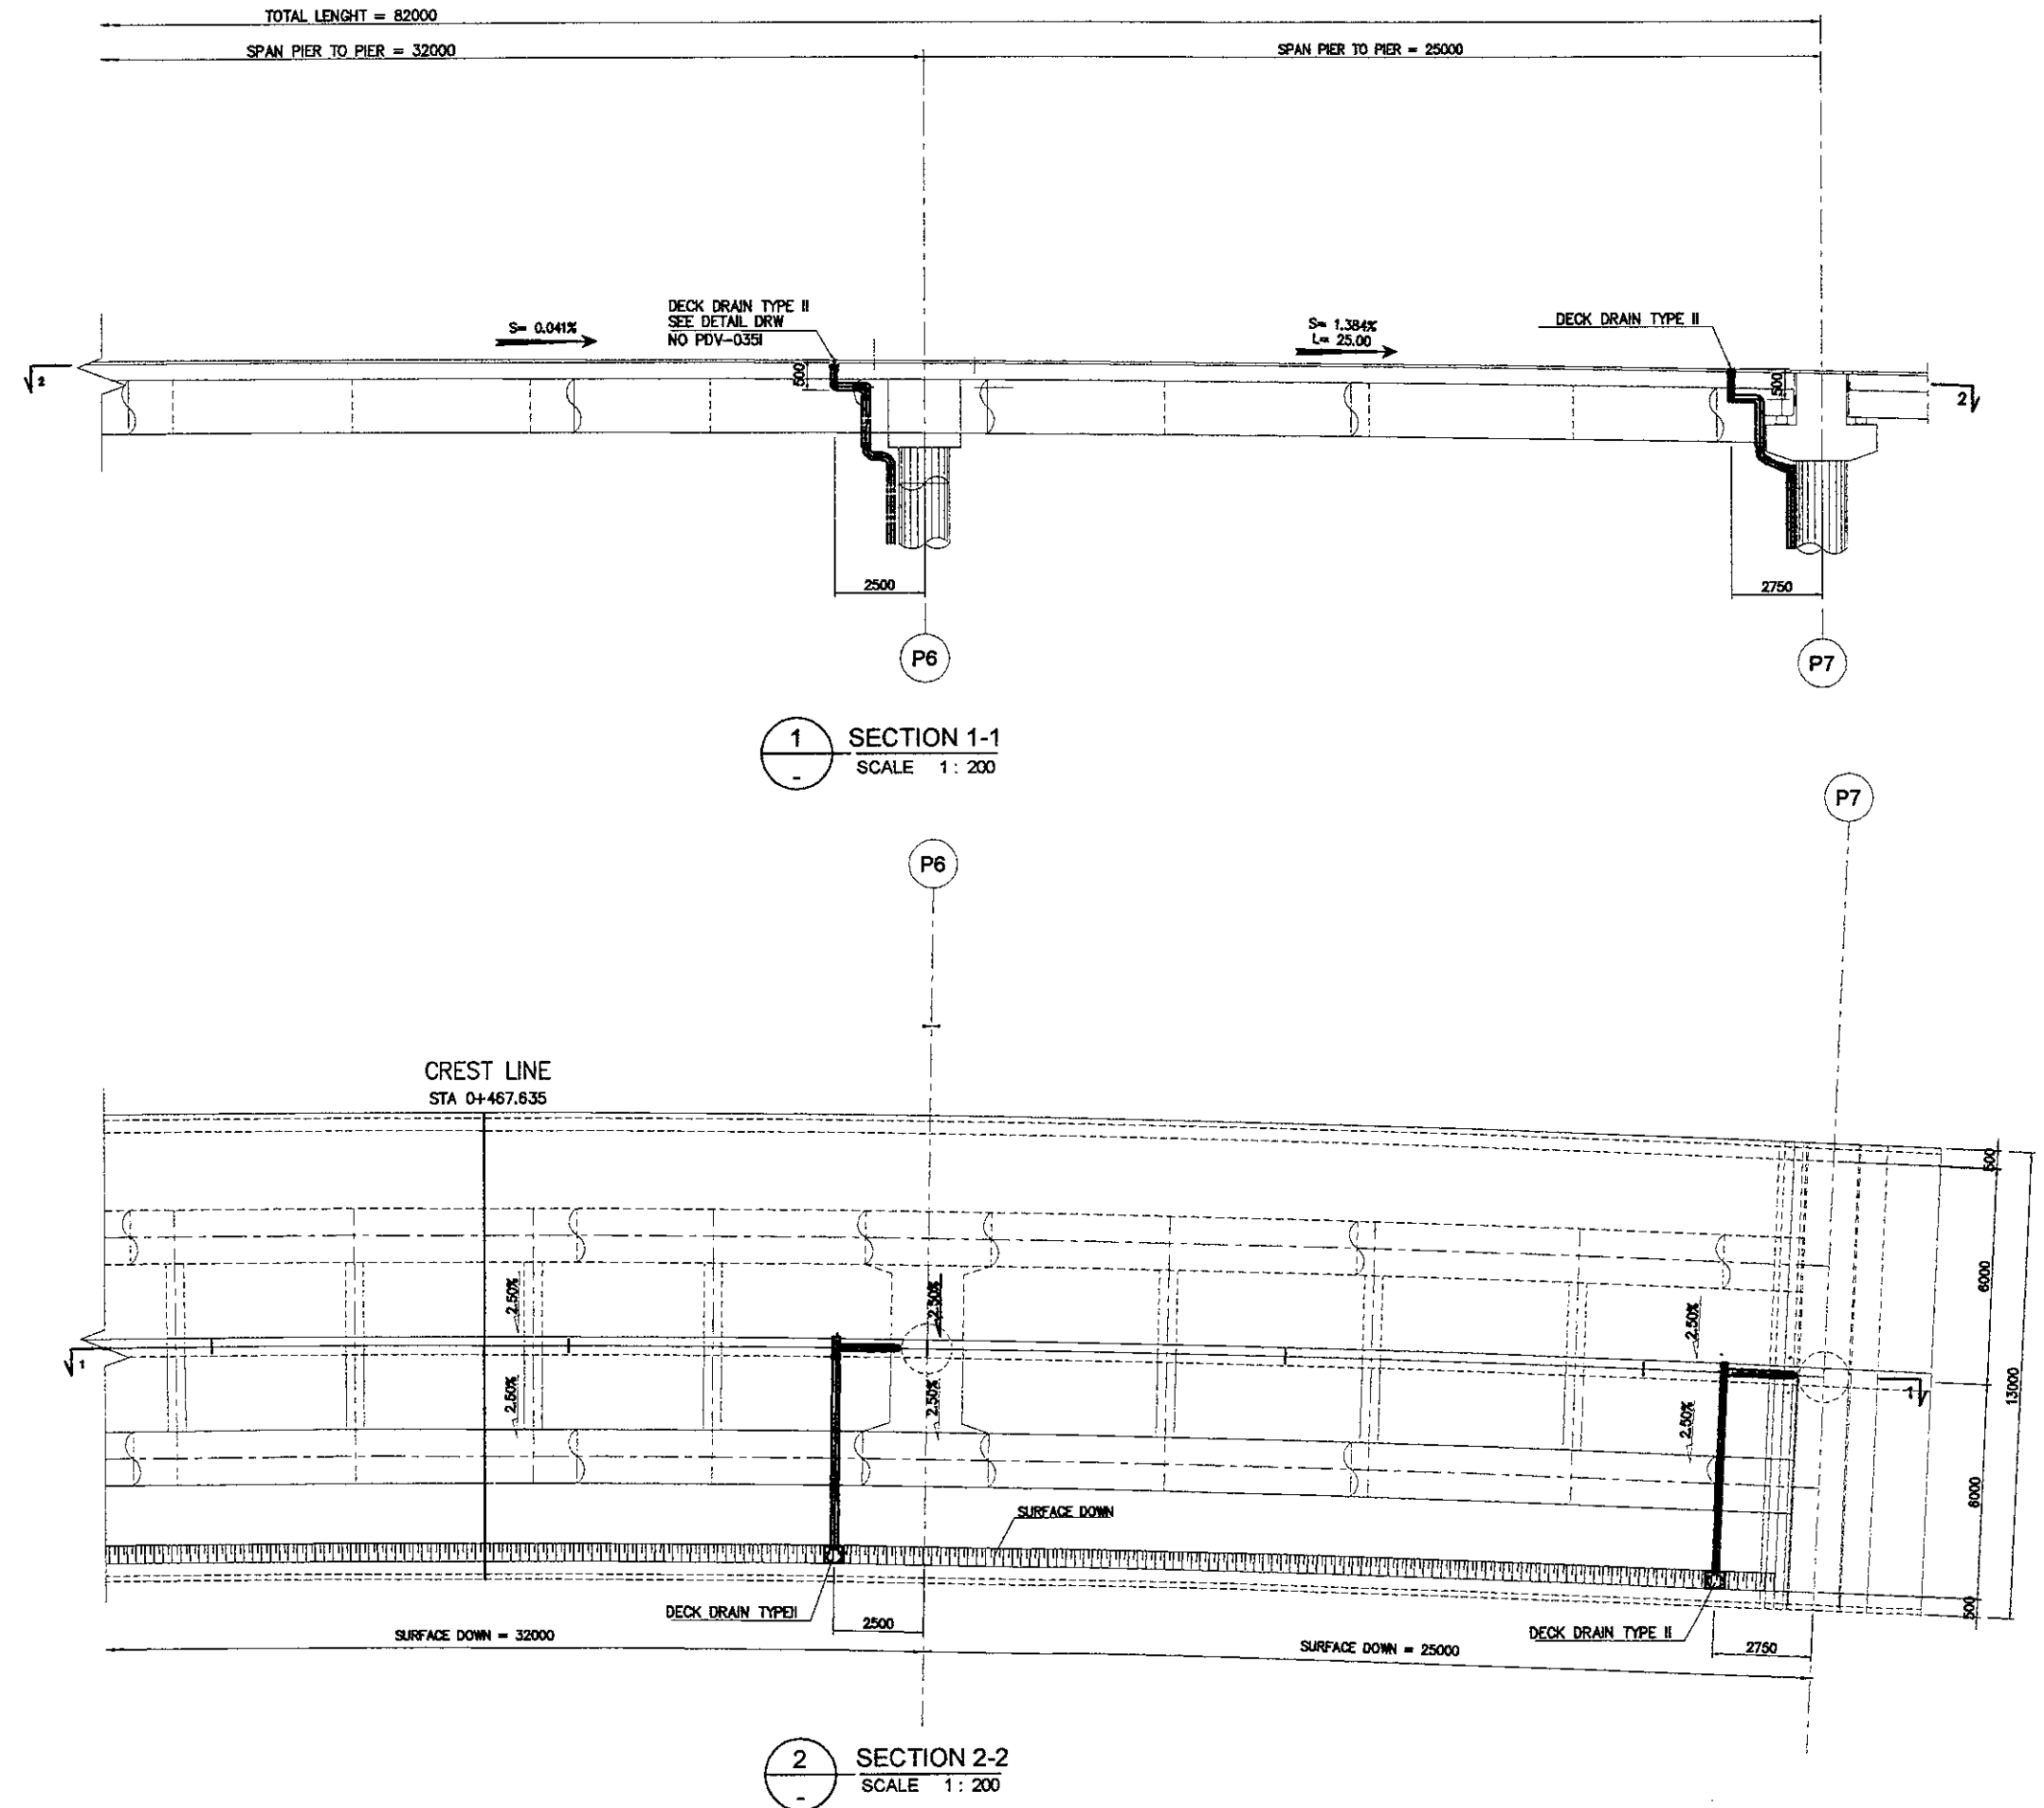 TOTAL LENGHT = 82000
SPAN PIER TO PIER = 32000
SPAN PIER TO PIER = 25000
DECK DRAIN TYPE II
SEE DETAIL DRW
NO PDV-035I
S= 0.041%
S= 1.384%
L= 25.00
DECK DRAIN TYPE II
500
500
2
2
2500
2750
P6
P7
1
SECTION 1-1
-
SCALE 1 : 200
P7
P6
CREST LINE
STA 0+467.635
500
6000
2.50%
2.50%
2.50%
1
1
13000
2.50%
2.50%
2.50%
6000
SURFACE DOWN
500
DECK DRAIN TYPEII
2500
DECK DRAIN TYPE II
2750
SURFACE DOWN = 32000
SURFACE DOWN = 25000
2
SECTION 2-2
-
SCALE 1 : 200